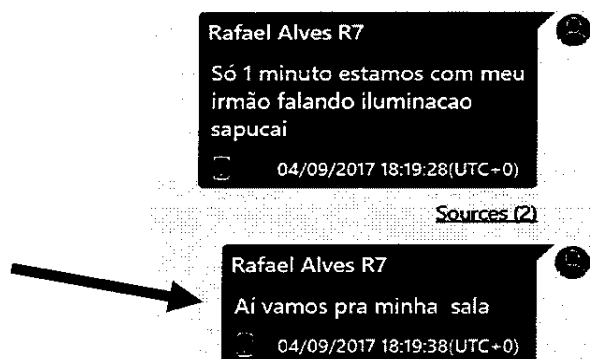 Rafael Alves R7
Só 1 minuto estamos com meu
irmão falando iluminacao
sapucai
04/09/2017 18:19:28(UTC+0)
Sources (2)
Rafael Alves R7
Aí vamos pra minha sala
04/09/2017 18:19:38(UTC+0)